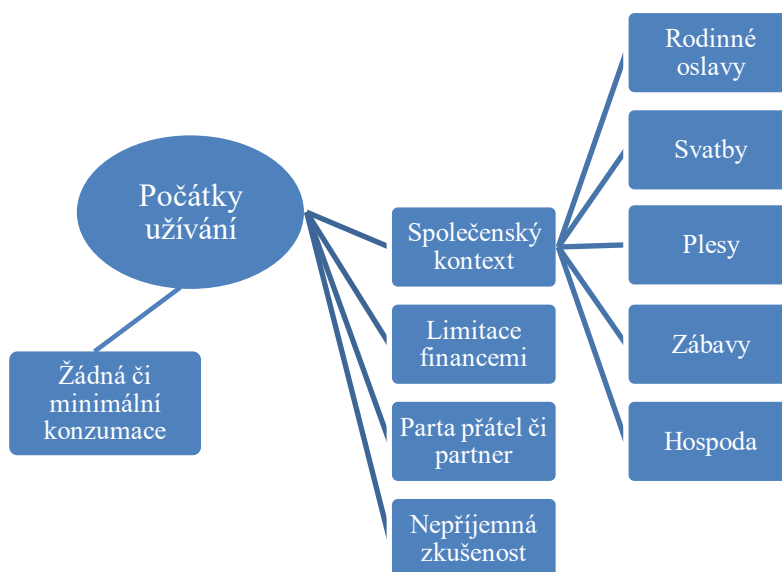 Počátky
užívání
Žádná či
minimální
konzumace
Společenský
kontext
Limitace
financemi
Parta přátel či
partner
Nepříjemná
zkušenost
Rodinné
oslavy
Svatby
Plesy
Zábavy
Hospoda